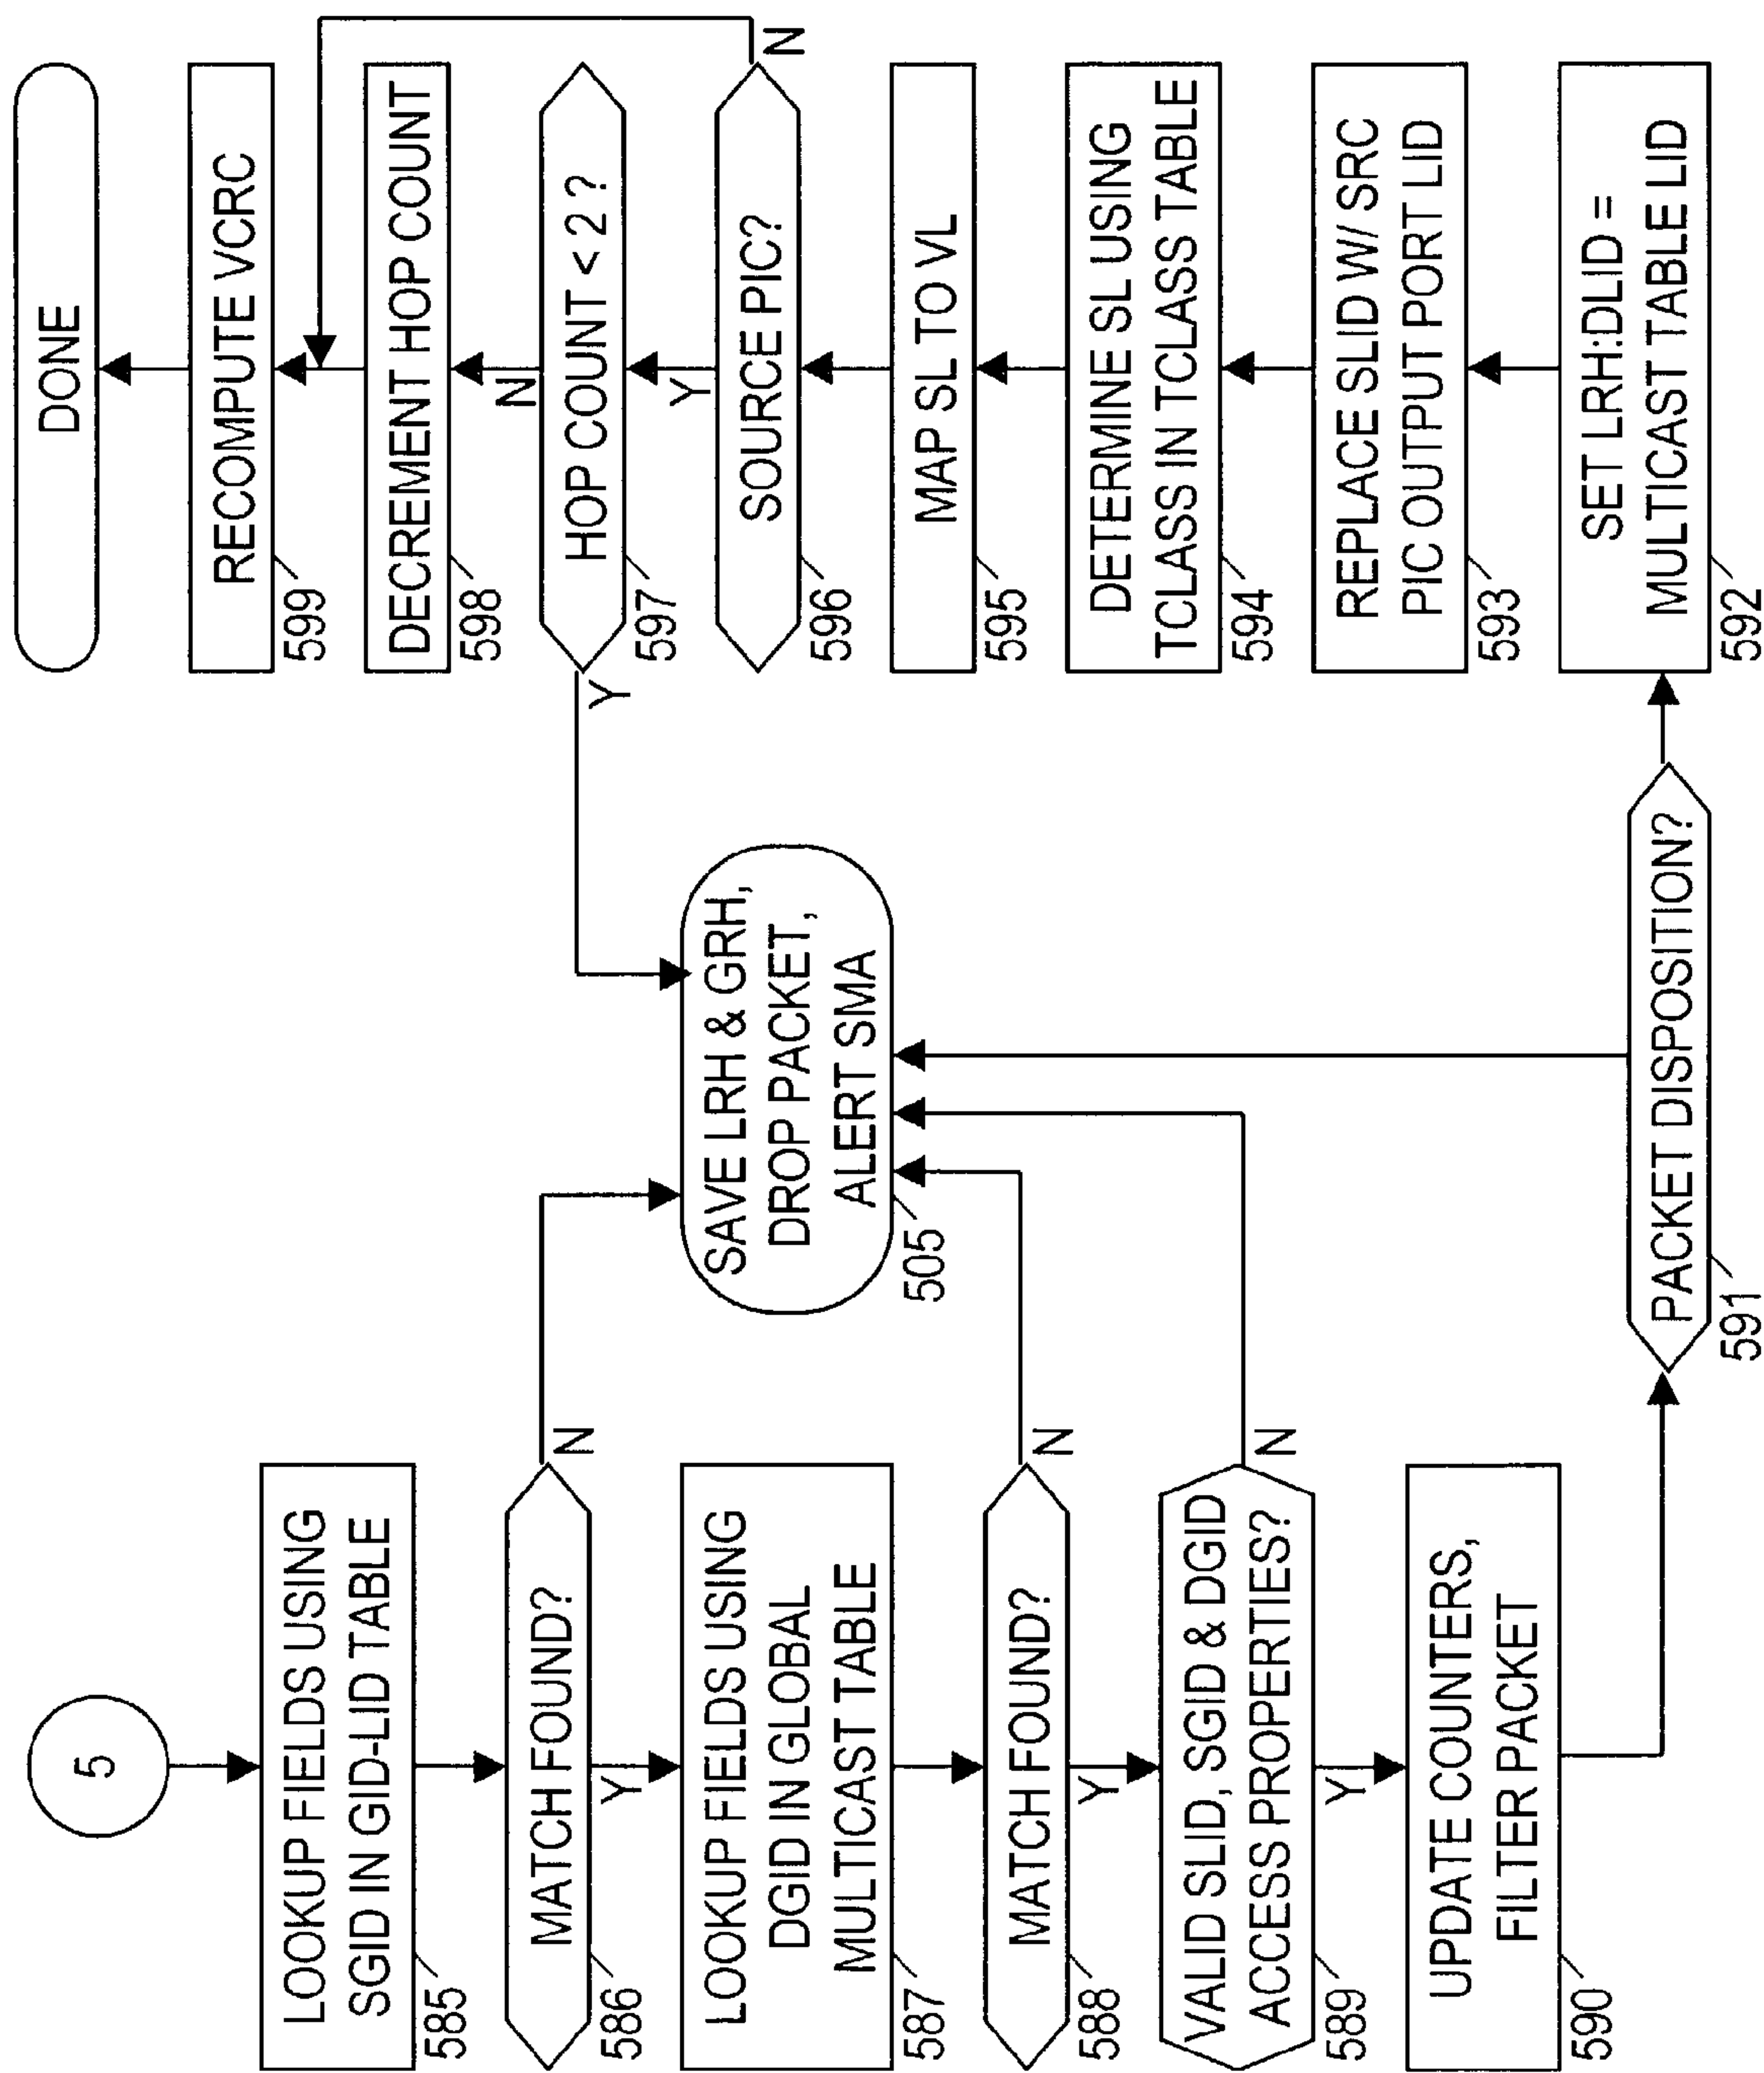 5
LOOKUP FIELDS USING
SGID IN GID-LID TABLE
585
MATCH FOUND?
586
N
Y
LOOKUP FIELDS USING
DGID IN GLOBAL
MULTICAST TABLE
587
MATCH FOUND?
588
N
Y
VALID SLID, SGID & DGID
ACCESS PROPERTIES?
589
N
Y
UPDATE COUNTERS,
FILTER PACKET
590
SAVE LRH & GRH,
DROP PACKET,
ALERT SMA
505
PACKET DISPOSITION?
591
SET LRH:DLID =
MULTICAST TABLE LID
592
REPLACE SLID W/ SRC
PIC OUTPUT PORT LID
593
DETERMINE SL USING
TCLASS IN TCLASS TABLE
594
MAP SL TO VL
595
SOURCE PIC?
596
N
Y
HOP COUNT < 2 ?
597
Y
N
DECREMENT HOP COUNT
598
RECOMPUTE VCRC
599
DONE